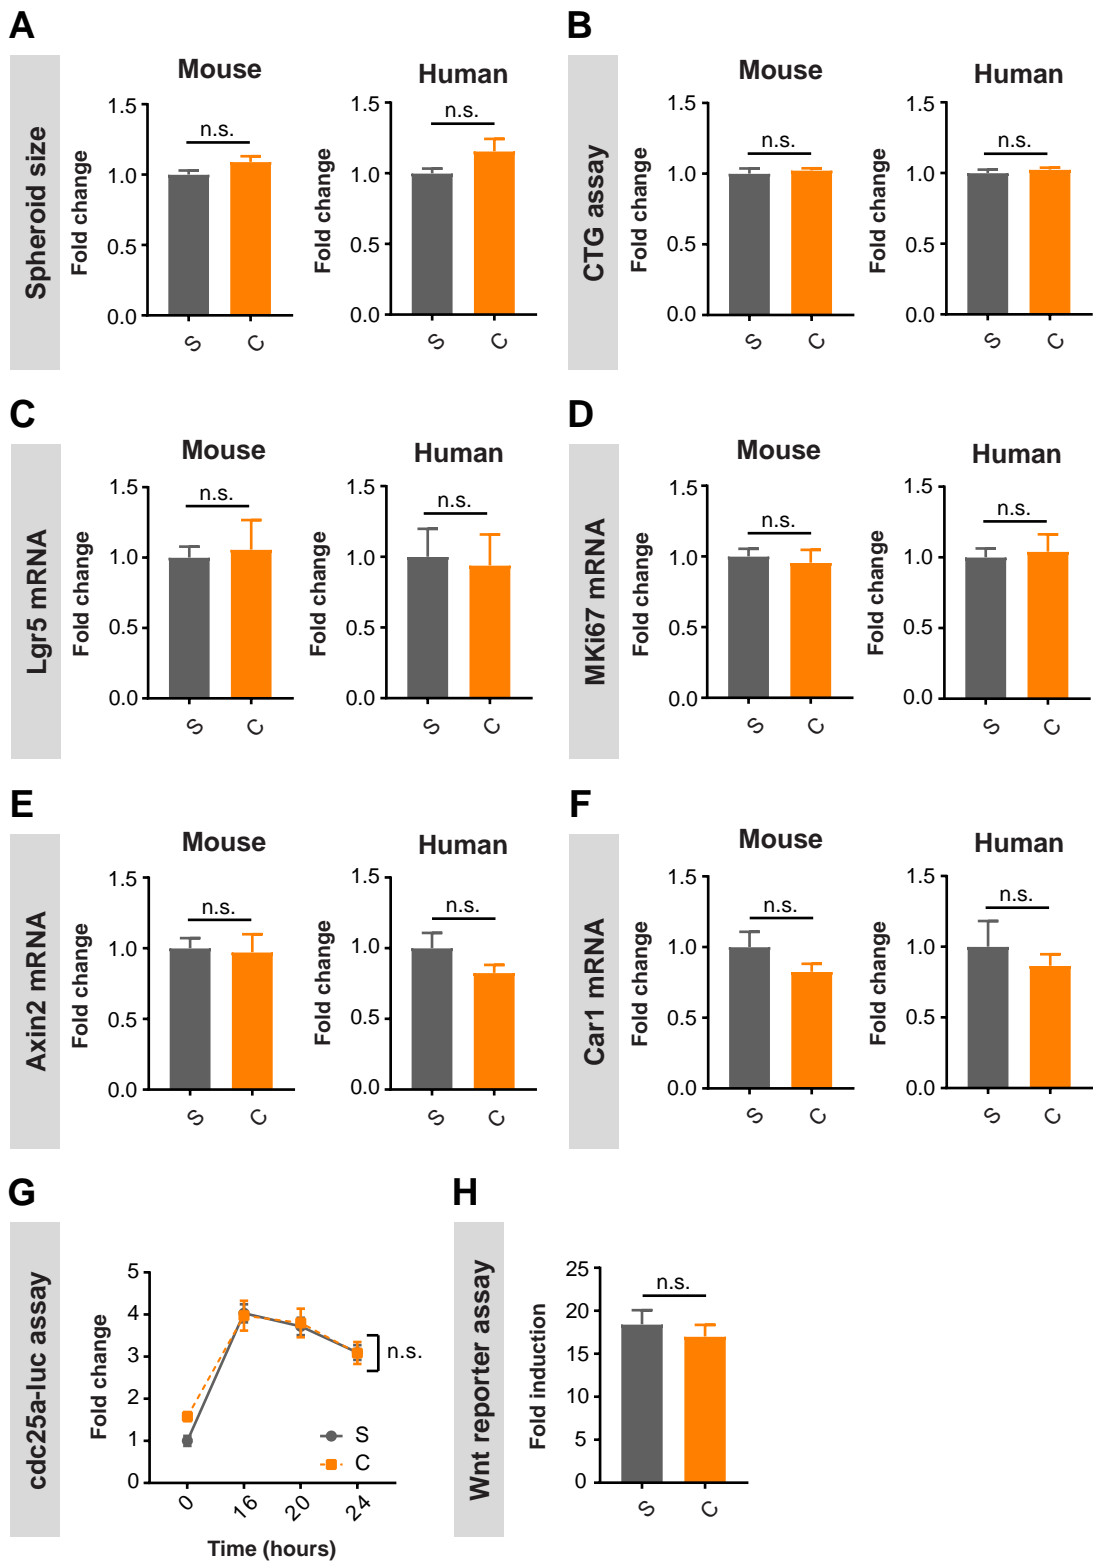 A
Spheroid size
Mouse
Fold change
1.5
1.0
0.5
0.0
n.s.
S
C
Human
Fold change
1.5
1.0
0.5
0.0
n.s.
S
C
B
CTG assay
Mouse
Fold change
1.5
1.0
0.5
0.0
n.s.
S
C
Human
Fold change
1.5
1.0
0.5
0.0
n.s.
S
C
C
Lgr5 mRNA
Mouse
Fold change
1.5
1.0
0.5
0.0
n.s.
S
C
Human
Fold change
1.5
1.0
0.5
0.0
n.s.
S
C
D
MKi67 mRNA
Mouse
Fold change
1.5
1.0
0.5
0.0
n.s.
S
C
Human
Fold change
1.5
1.0
0.5
0.0
n.s.
S
C
E
Axin2 mRNA
Mouse
Fold change
1.5
1.0
0.5
0.0
n.s.
S
C
Human
Fold change
1.5
1.0
0.5
0.0
n.s.
S
C
F
Car1 mRNA
Mouse
Fold change
1.5
1.0
0.5
0.0
n.s.
S
C
Human
Fold change
1.5
1.0
0.5
0.0
n.s.
S
C
G
cdc25a-luc assay
Fold change
5
4
3
2
1
0
n.s.
S
C
0
16
20
24
Time (hours)
H
Wnt reporter assay
Fold induction
25
20
15
10
5
0
n.s.
S
C